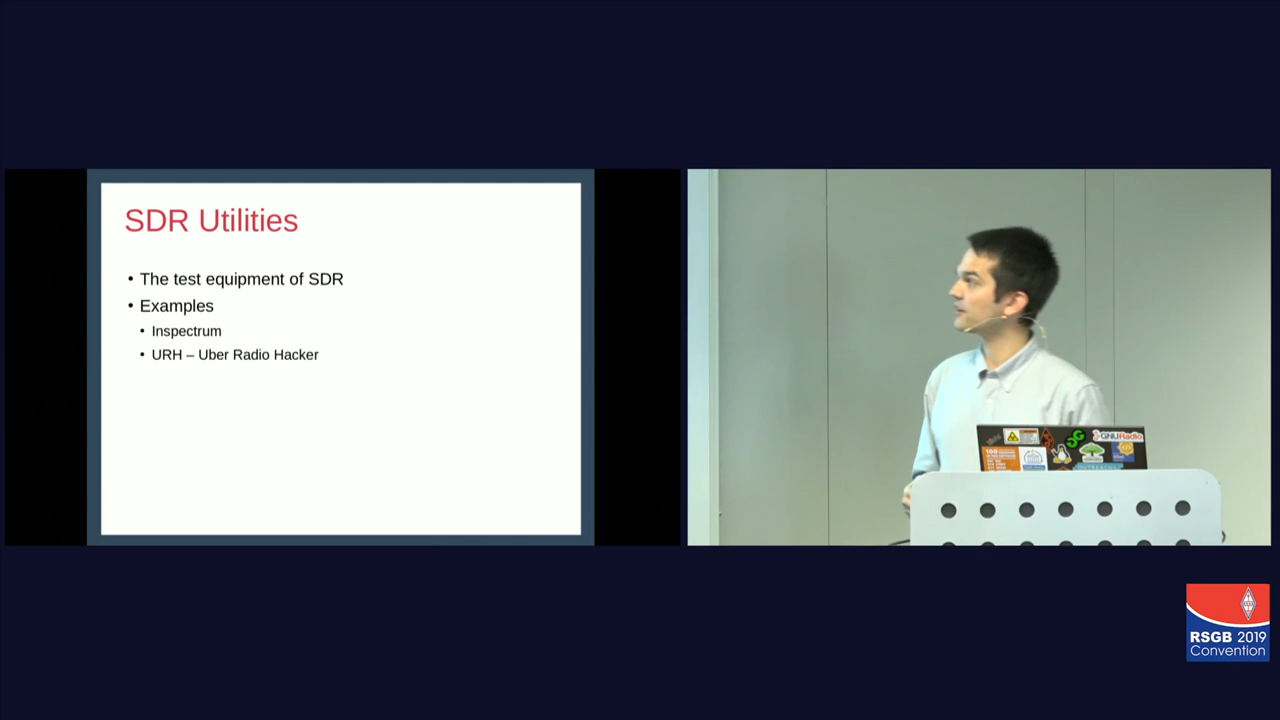 SDR Utilities
• The test equipment of SDR
• Examples
• Inspectrum
• URH – Uber Radio Hacker
GNURadio
RSGB 2019
Convention